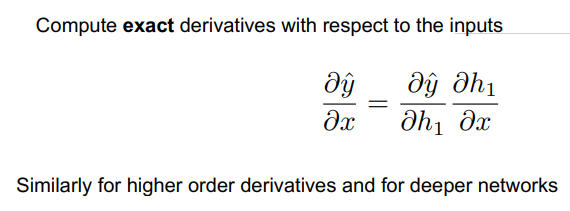 Compute exact derivatives with respect to the inputs
∂ŷ/∂x = ∂ŷ/∂h₁ ∂h₁/∂x
Similarly for higher order derivatives and for deeper networks